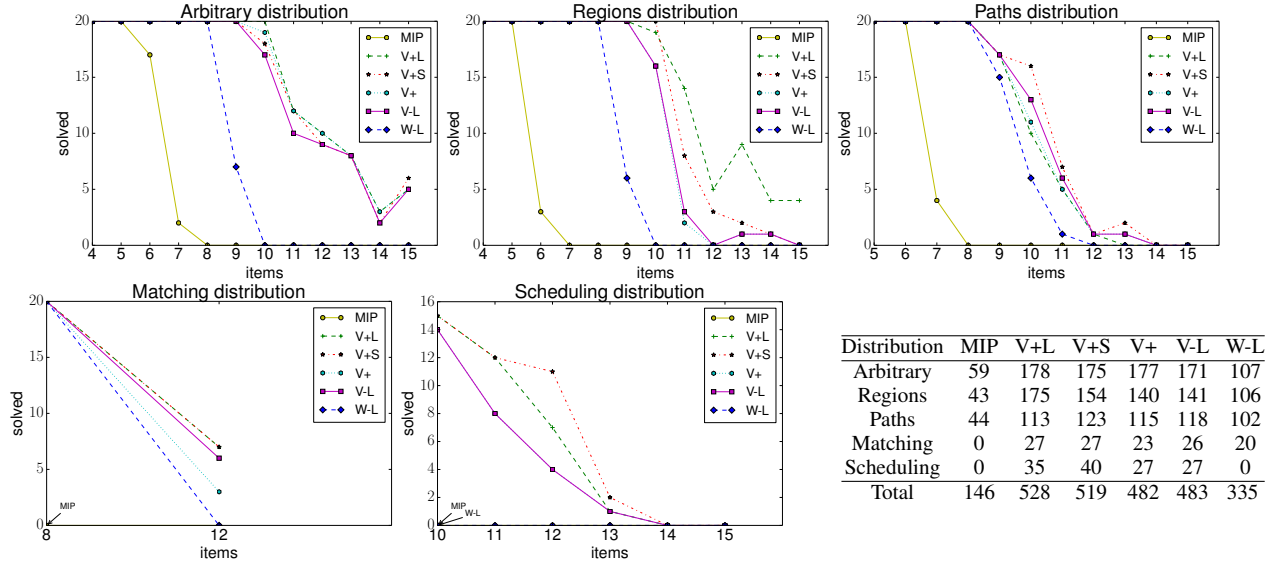 Arbitrary distribution
20
15
10
5
0
solved
4 5 6 7 8 9 10 11 12 13 14 15
items
MIP
V+L
V+S
V+
V-L
W-L
Regions distribution
20
15
10
5
0
solved
4 5 6 7 8 9 10 11 12 13 14 15
items
MIP
V+L
V+S
V+
V-L
W-L
Paths distribution
20
15
10
5
0
solved
5 6 7 8 9 10 11 12 13 14 15
items
MIP
V+L
V+S
V+
V-L
W-L
Matching distribution
20
15
10
5
0
solved
MIP
8 12
items
MIP
V+L
V+S
V+
V-L
W-L
Scheduling distribution
16
14
12
10
8
6
4
2
0
solved
MIP
W-L
10 11 12 13 14 15
items
MIP
V+L
V+S
V+
V-L
W-L
Distribution MIP V+L V+S V+ V-L W-L
Arbitrary 59 178 175 177 171 107
Regions 43 175 154 140 141 106
Paths 44 113 123 115 118 102
Matching 0 27 27 23 26 20
Scheduling 0 35 40 27 27 0
Total 146 528 519 482 483 335